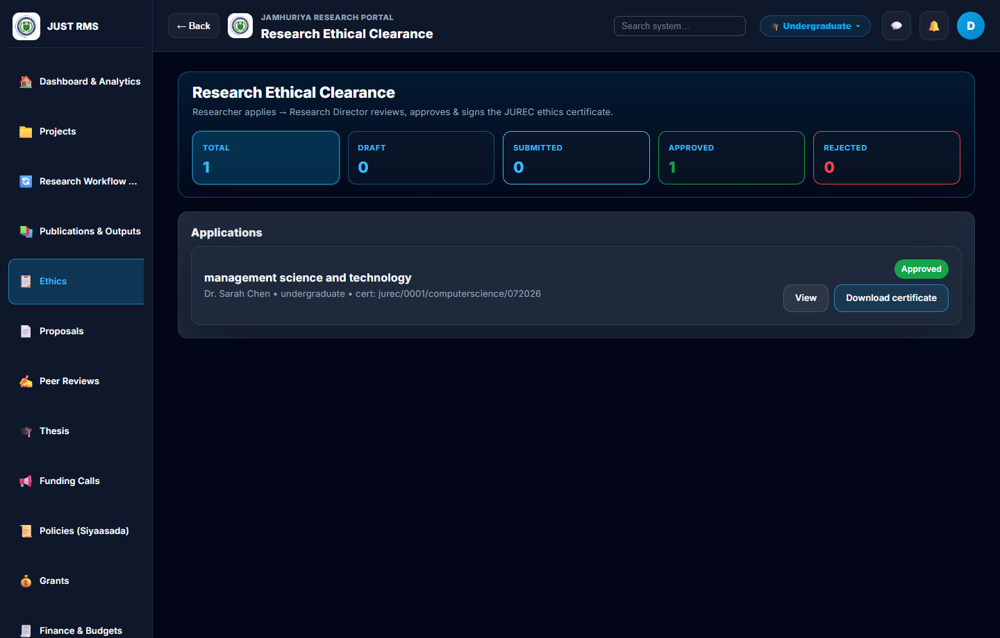 JUST RMS
Dashboard & Analytics
Projects
Research Workflow ...
Publications & Outputs
Ethics
Proposals
Peer Reviews
Thesis
Funding Calls
Policies (Siyaasada)
Grants
Finance & Budgets
← Back
JAMHURIYA RESEARCH PORTAL
Research Ethical Clearance
Search system...
Undergraduate
D
Research Ethical Clearance
Researcher applies → Research Director reviews, approves & signs the JUREC ethics certificate.
TOTAL
1
DRAFT
0
SUBMITTED
0
APPROVED
1
REJECTED
0
Applications
management science and technology
Dr. Sarah Chen • undergraduate • cert: jurec/0001/computerscience/072026
Approved
View
Download certificate